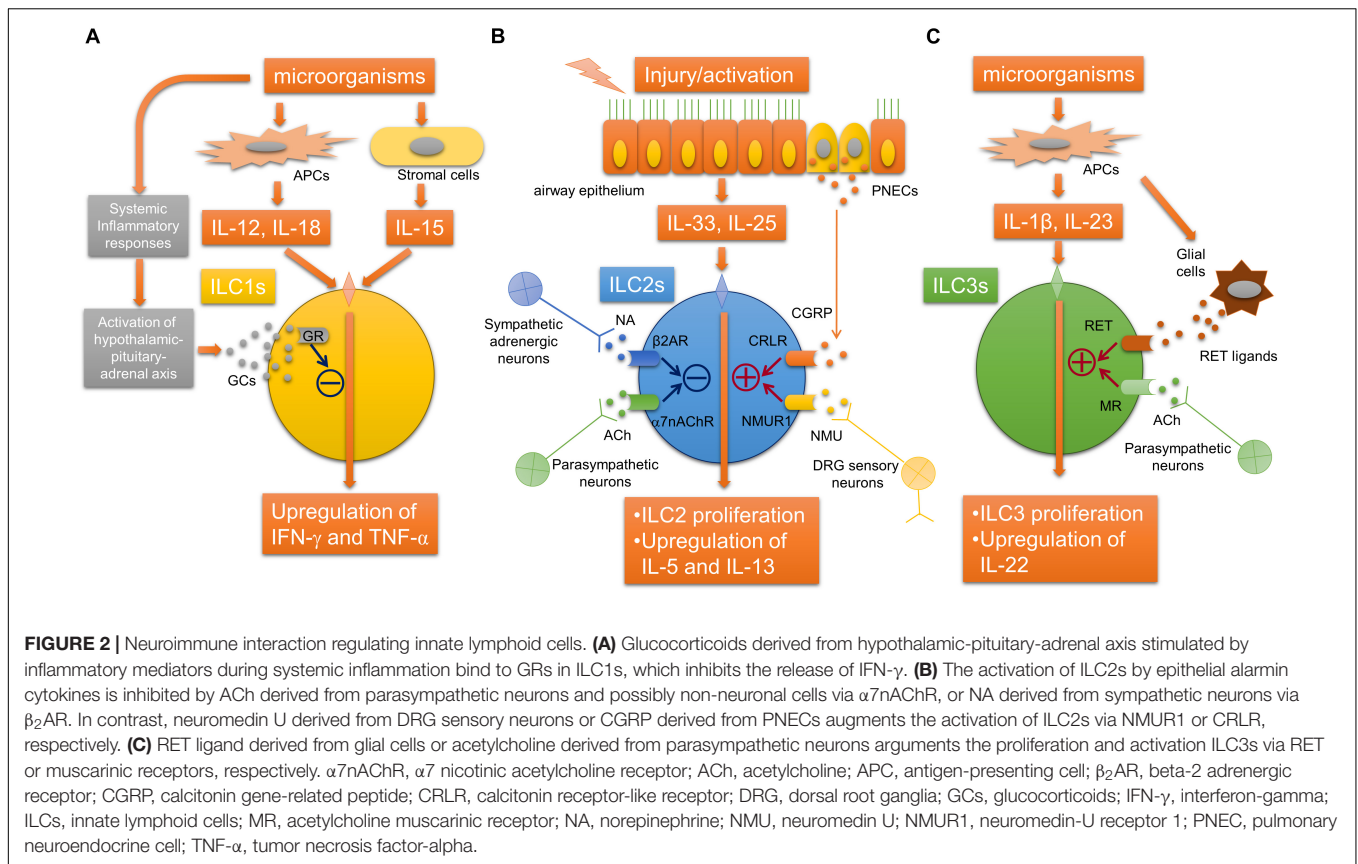 A
microorganisms
APCs
Stromal cells
Systemic
Inflammatory
responses
IL-12, IL-18
IL-15
ILC1s
Activation of
hypothalamic-
pituitary-
adrenal axis
GCs
GR
Upregulation of
IFN-γ and TNF-α
B
Injury/activation
airway epithelium
PNECs
IL-33, IL-25
ILC2s
CGRP
NA
Sympathetic
adrenergic
neurons
β2AR
CRLR
α7nAChR
NMUR1
ACh
Parasympathetic
neurons
NMU
DRG sensory
neurons
•ILC2 proliferation
•Upregulation of
IL-5 and IL-13
C
microorganisms
APCs
IL-1β, IL-23
Glial
cells
ILC3s
RET
RET ligands
MR
ACh
Parasympathetic
neurons
•ILC3 proliferation
•Upregulation of
IL-22
FIGURE 2 | Neuroimmune interaction regulating innate lymphoid cells. (A) Glucocorticoids derived from hypothalamic-pituitary-adrenal axis stimulated by
inflammatory mediators during systemic inflammation bind to GRs in ILC1s, which inhibits the release of IFN-γ. (B) The activation of ILC2s by epithelial alarmin
cytokines is inhibited by ACh derived from parasympathetic neurons and possibly non-neuronal cells via α7nAChR, or NA derived from sympathetic neurons via
β₂AR. In contrast, neuromedin U derived from DRG sensory neurons or CGRP derived from PNECs augments the activation of ILC2s via NMUR1 or CRLR,
respectively. (C) RET ligand derived from glial cells or acetylcholine derived from parasympathetic neurons arguments the proliferation and activation ILC3s via RET
or muscarinic receptors, respectively. α7nAChR, α7 nicotinic acetylcholine receptor; ACh, acetylcholine; APC, antigen-presenting cell; β₂AR, beta-2 adrenergic
receptor; CGRP, calcitonin gene-related peptide; CRLR, calcitonin receptor-like receptor; DRG, dorsal root ganglia; GCs, glucocorticoids; IFN-γ, interferon-gamma;
ILCs, innate lymphoid cells; MR, acetylcholine muscarinic receptor; NA, norepinephrine; NMU, neuromedin U; NMUR1, neuromedin-U receptor 1; PNEC, pulmonary
neuroendocrine cell; TNF-α, tumor necrosis factor-alpha.